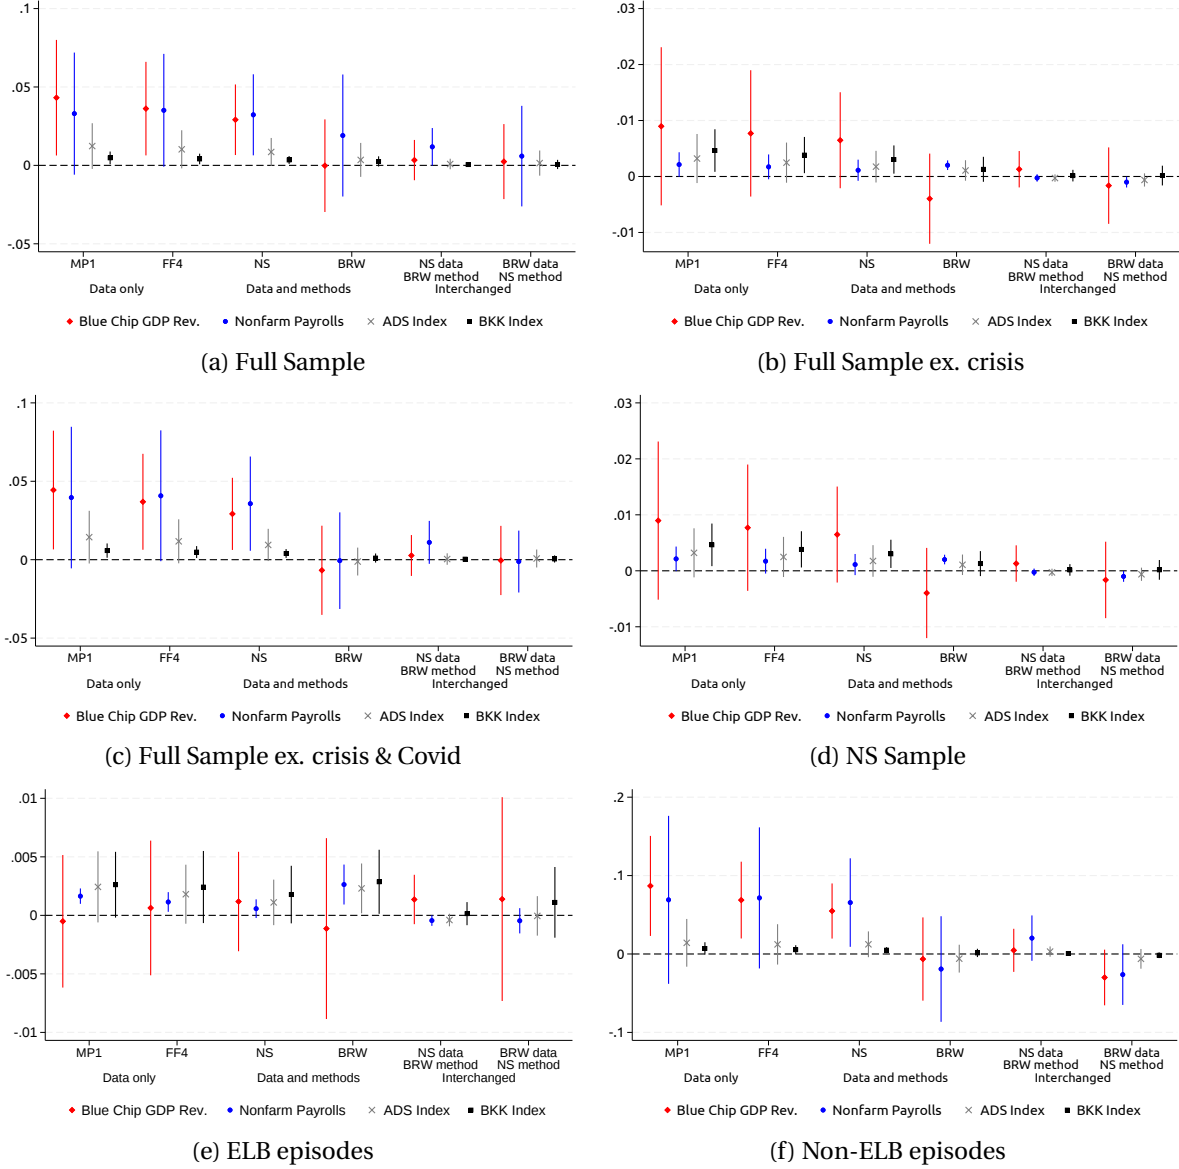 .1
.05
0
-.05
MP1 FF4 NS BRW NS data BRW method BRW data NS method
Data only Data and methods Interchanged
Blue Chip GDP Rev. Nonfarm Payrolls ADS Index BKK Index
(a) Full Sample
.03
.02
.01
0
-.01
MP1 FF4 NS BRW NS data BRW method BRW data NS method
Data only Data and methods Interchanged
Blue Chip GDP Rev. Nonfarm Payrolls ADS Index BKK Index
(b) Full Sample ex. crisis
.1
.05
0
-.05
MP1 FF4 NS BRW NS data BRW method BRW data NS method
Data only Data and methods Interchanged
Blue Chip GDP Rev. Nonfarm Payrolls ADS Index BKK Index
(c) Full Sample ex. crisis & Covid
.03
.02
.01
0
-.01
MP1 FF4 NS BRW NS data BRW method BRW data NS method
Data only Data and methods Interchanged
Blue Chip GDP Rev. Nonfarm Payrolls ADS Index BKK Index
(d) NS Sample
.01
.005
0
-.005
-.01
MP1 FF4 NS BRW NS data BRW method BRW data NS method
Data only Data and methods Interchanged
Blue Chip GDP Rev. Nonfarm Payrolls ADS Index BKK Index
(e) ELB episodes
.2
.1
0
-.1
MP1 FF4 NS BRW NS data BRW method BRW data NS method
Data only Data and methods Interchanged
Blue Chip GDP Rev. Nonfarm Payrolls ADS Index BKK Index
(f) Non-ELB episodes